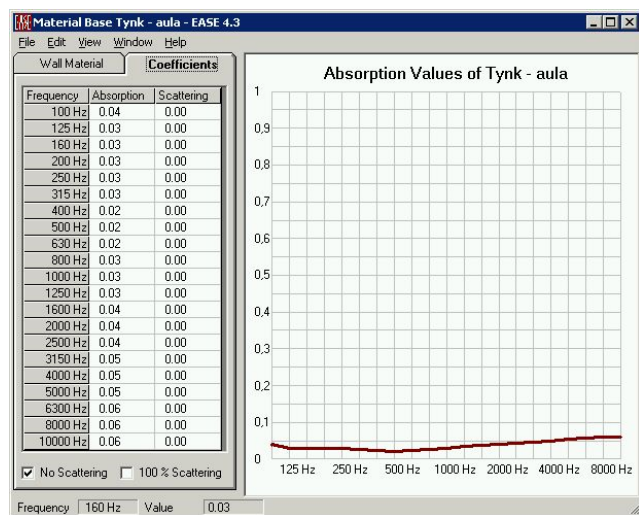 Material Base Tynk - aula - EASE 4.3
File Edit View Window Help
Wall Material Coefficients
Frequency Absorption Scattering
100 Hz 0.04 0.00
125 Hz 0.03 0.00
160 Hz 0.03 0.00
200 Hz 0.03 0.00
250 Hz 0.03 0.00
315 Hz 0.03 0.00
400 Hz 0.02 0.00
500 Hz 0.02 0.00
630 Hz 0.02 0.00
800 Hz 0.03 0.00
1000 Hz 0.03 0.00
1250 Hz 0.03 0.00
1600 Hz 0.04 0.00
2000 Hz 0.04 0.00
2500 Hz 0.04 0.00
3150 Hz 0.05 0.00
4000 Hz 0.05 0.00
5000 Hz 0.05 0.00
6300 Hz 0.06 0.00
8000 Hz 0.06 0.00
10000 Hz 0.06 0.00
No Scattering 100 % Scattering
Absorption Values of Tynk - aula
1
0,9
0,8
0,7
0,6
0,5
0,4
0,3
0,2
0,1
0
125 Hz 250 Hz 500 Hz 1000 Hz 2000 Hz 4000 Hz 8000 Hz
Frequency 160 Hz Value 0.03